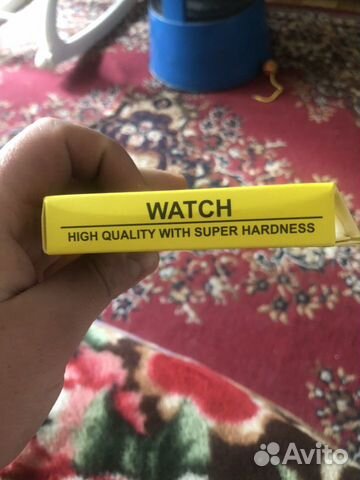 WATCH
HIGH QUALITY WITH SUPER HARDNESS
Avito